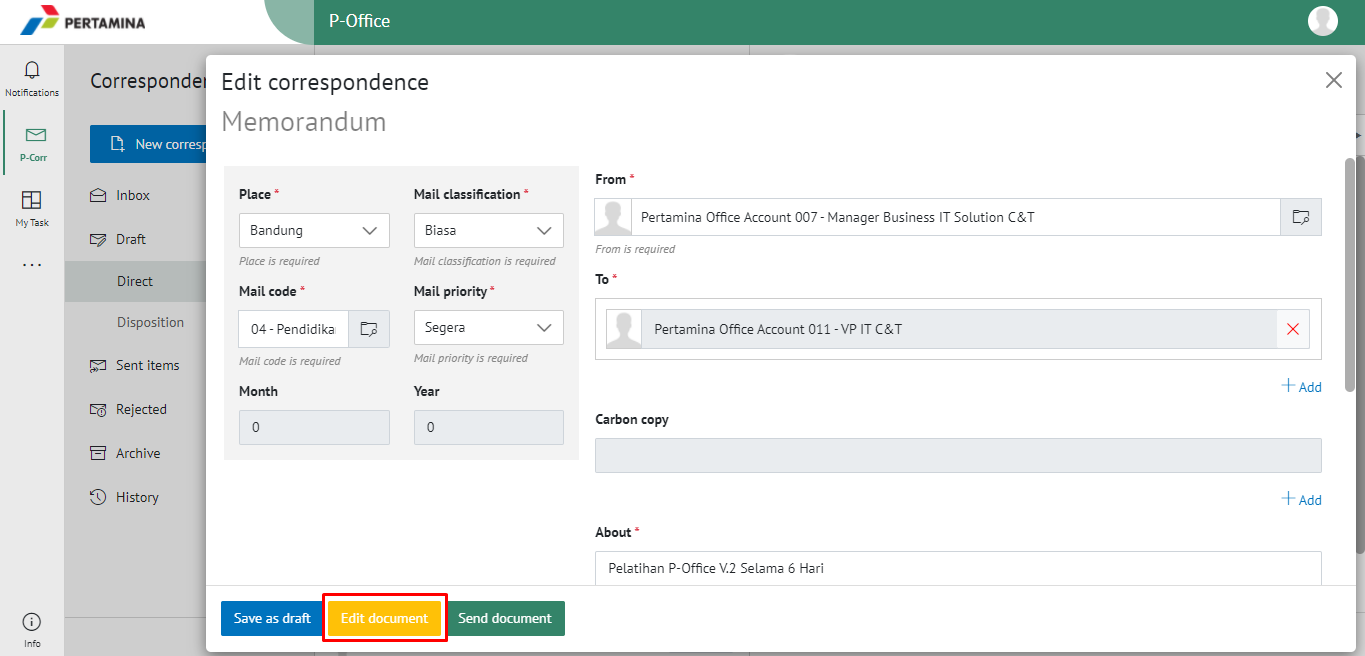 PERTAMINA
P-Office
Notifications
P-Corr
My Task
...
Info
Corresponden
New corresp
Inbox
Draft
Direct
Disposition
Sent items
Rejected
Archive
History
Edit correspondence
Memorandum
Place *
Bandung
Place is required
Mail classification *
Biasa
Mail classification is required
Mail code *
04 - Pendidika
Mail code is required
Mail priority *
Segera
Mail priority is required
Month
0
Year
0
From *
Pertamina Office Account 007 - Manager Business IT Solution C&T
From is required
To *
Pertamina Office Account 011 - VP IT C&T
+ Add
Carbon copy
+ Add
About *
Pelatihan P-Office V.2 Selama 6 Hari
Save as draft
Edit document
Send document